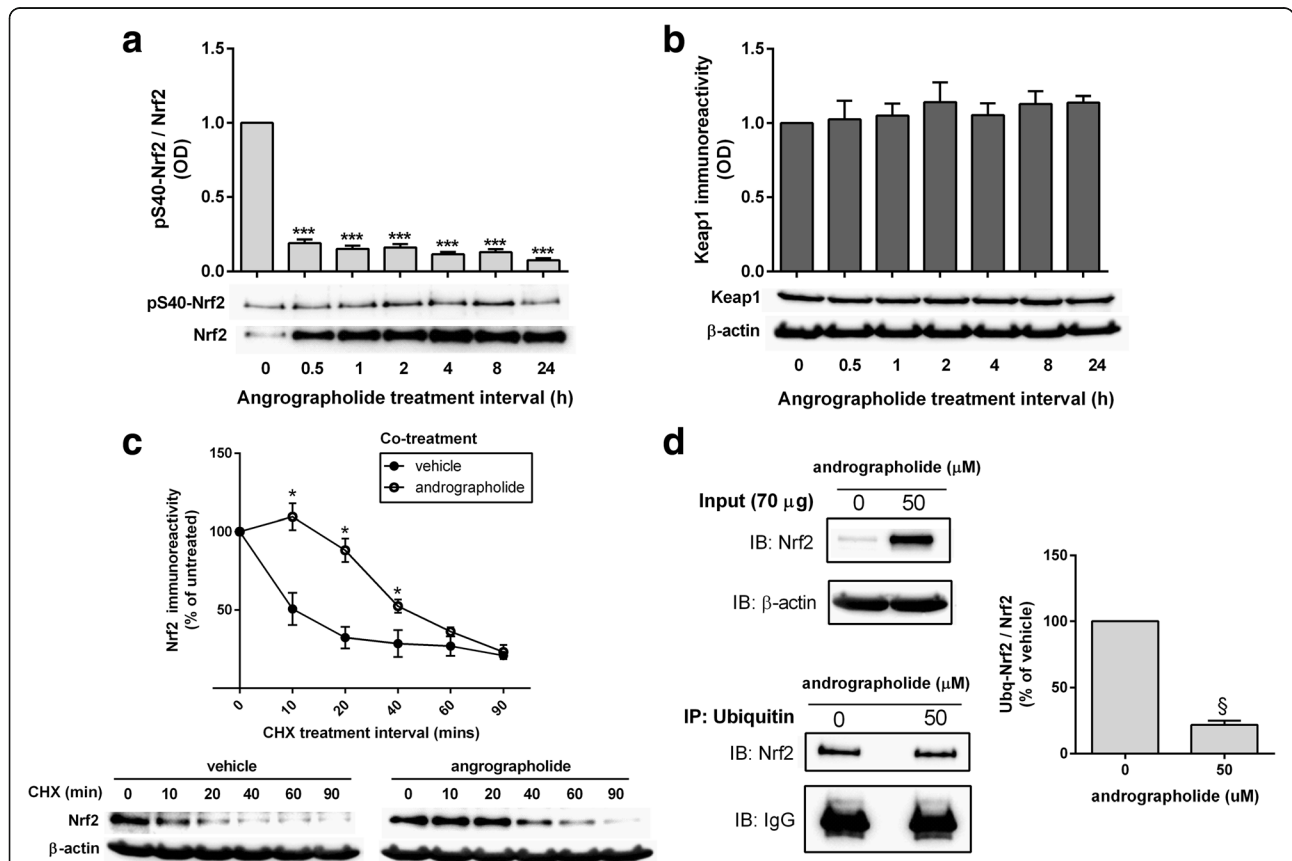 a
1.5
1.0
0.5
0.0
pS40-Nrf2 / Nrf2
(OD)
*** *** *** *** *** ***
pS40-Nrf2
Nrf2
0 0.5 1 2 4 8 24
Angrographolide treatment interval (h)
b
1.5
1.0
0.5
0.0
Keap1 immunoreactivity
(OD)
Keap1
β-actin
0 0.5 1 2 4 8 24
Angrographolide treatment interval (h)
c
Co-treatment
vehicle
andrographolide
150
100
50
Nrf2 immunoreactivity
(% of untreated)
* * *
0 10 20 40 60 90
CHX treatment interval (mins)
vehicle angrographolide
CHX (min) 0 10 20 40 60 90 0 10 20 40 60 90
Nrf2
β-actin
d
andrographolide (μM)
Input (70 μg) 0 50
IB: Nrf2
IB: β-actin
andrographolide (μM)
IP: Ubiquitin 0 50
IB: Nrf2
IB: IgG
150
100
50
0
Ubq-Nrf2 / Nrf2
(% of vehicle)
§
0 50
andrographolide (uM)